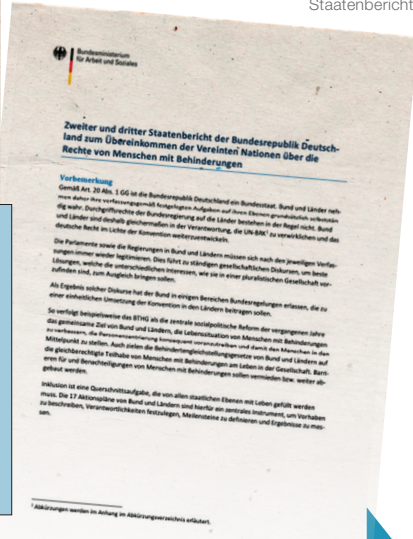 Staatenbericht
Bundesministerium
für Arbeit und Soziales
Zweiter und dritter Staatenbericht der Bundesrepublik Deutsch-
land zum Übereinkommen der Vereinten Nationen über die
Rechte von Menschen mit Behinderungen
Vorbemerkung
Gemäß Art. 20 Abs. 1 GG ist die Bundesrepublik Deutschland ein Bundesstaat. Bund und Länder neh-
men daher ihre verfassungsgemäß festgelegten Aufgaben auf ihren Ebenen grundsätzlich selbststän-
dig wahr. Durchgriffsrechte der Bundesregierung auf die Länder bestehen in der Regel nicht. Bund
und Länder sind deshalb gleichermaßen in der Verantwortung, die UN-BRK¹ zu verwirklichen und das
deutsche Recht im Lichte der Konvention weiterzuentwickeln.
Die Parlamente sowie die Regierungen in Bund und Ländern müssen sich nach den jeweiligen Verfas-
sungen immer wieder legitimieren. Dies führt zu ständigen gesellschaftlichen Diskursen, um beste
Lösungen, welche die unterschiedlichen Interessen, wie sie in einer pluralistischen Gesellschaft vor-
zufinden sind, zum Ausgleich bringen sollen.
Als Ergebnis solcher Diskurse hat der Bund in einigen Bereichen Bundesregelungen erlassen, die zu
einer einheitlichen Umsetzung der Konvention in den Ländern beitragen sollen.
So verfolgt beispielsweise das BTHG als die zentrale sozialpolitische Reform der vergangenen Jahre
das gemeinsame Ziel von Bund und Ländern, die Lebenssituation von Menschen mit Behinderungen
zu verbessern, die Personenzentrierung konsequent voranzutreiben und damit den Menschen in den
Mittelpunkt zu stellen. Auch zielen die Behindertengleichstellungsgesetze von Bund und Ländern auf
die gleichberechtigte Teilhabe von Menschen mit Behinderungen am Leben in der Gesellschaft. Barri-
eren für und Benachteiligungen von Menschen mit Behinderungen sollen vermieden bzw. weiter ab-
gebaut werden.
Inklusion ist eine Querschnittsaufgabe, die von allen staatlichen Ebenen mit Leben gefüllt werden
muss. Die 17 Aktionspläne von Bund und Ländern sind hierfür ein zentrales Instrument, um Vorhaben
zu beschreiben, Verantwortlichkeiten festzulegen, Meilensteine zu definieren und Ergebnisse zu mes-
sen.
¹ Abkürzungen werden im Anhang im Abkürzungsverzeichnis erläutert.